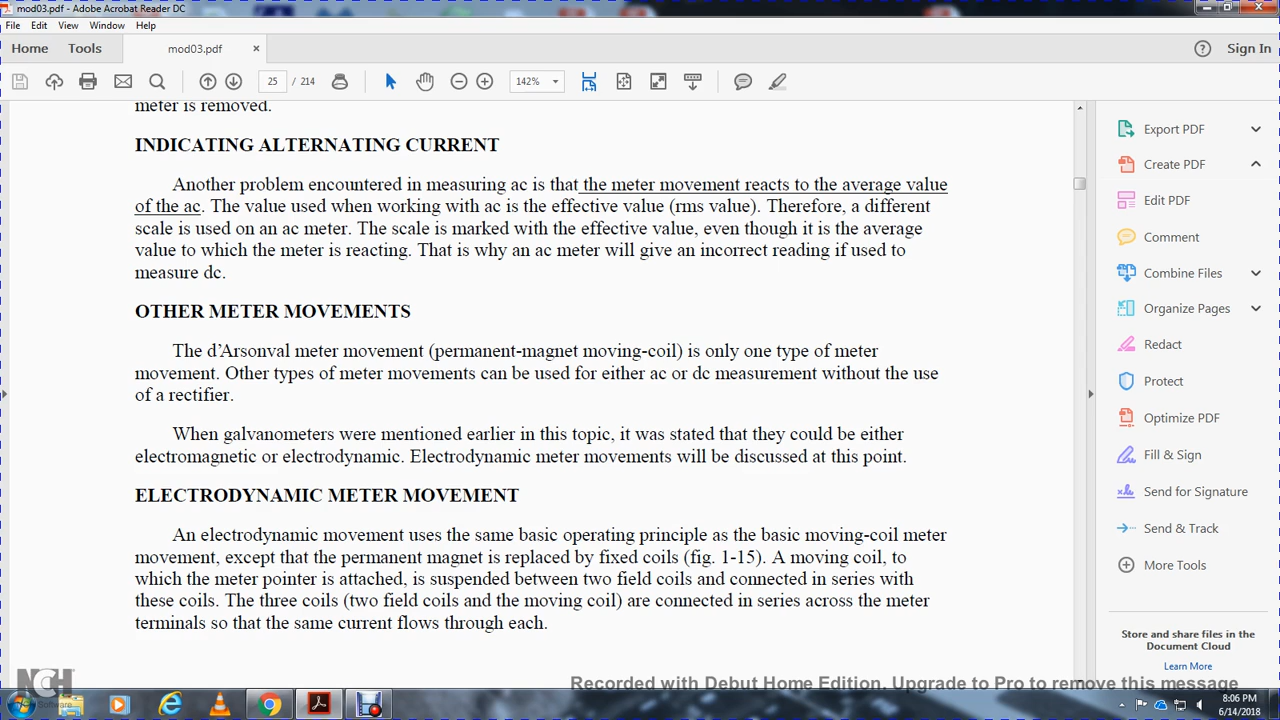 mod03.pdf - Adobe Acrobat Reader DC
File Edit View Window Help
Home Tools mod03.pdf × Sign In
25 / 214 142%
meter is removed.
INDICATING ALTERNATING CURRENT
Another problem encountered in measuring ac is that the meter movement reacts to the average value
of the ac. The value used when working with ac is the effective value (rms value). Therefore, a different
scale is used on an ac meter. The scale is marked with the effective value, even though it is the average
value to which the meter is reacting. That is why an ac meter will give an incorrect reading if used to
measure dc.
OTHER METER MOVEMENTS
The d’Arsonval meter movement (permanent-magnet moving-coil) is only one type of meter
movement. Other types of meter movements can be used for either ac or dc measurement without the use
of a rectifier.
When galvanometers were mentioned earlier in this topic, it was stated that they could be either
electromagnetic or electrodynamic. Electrodynamic meter movements will be discussed at this point.
ELECTRODYNAMIC METER MOVEMENT
An electrodynamic movement uses the same basic operating principle as the basic moving-coil meter
movement, except that the permanent magnet is replaced by fixed coils (fig. 1-15). A moving coil, to
which the meter pointer is attached, is suspended between two field coils and connected in series with
these coils. The three coils (two field coils and the moving coil) are connected in series across the meter
terminals so that the same current flows through each.
Export PDF
Create PDF
Edit PDF
Comment
Combine Files
Organize Pages
Redact
Protect
Optimize PDF
Fill & Sign
Send for Signature
Send & Track
More Tools
Store and share files in the
Document Cloud
Learn More
NCH
Software
Recorded with Debut Home Edition. Upgrade to Pro to remove this message
8:06 PM
6/14/2018